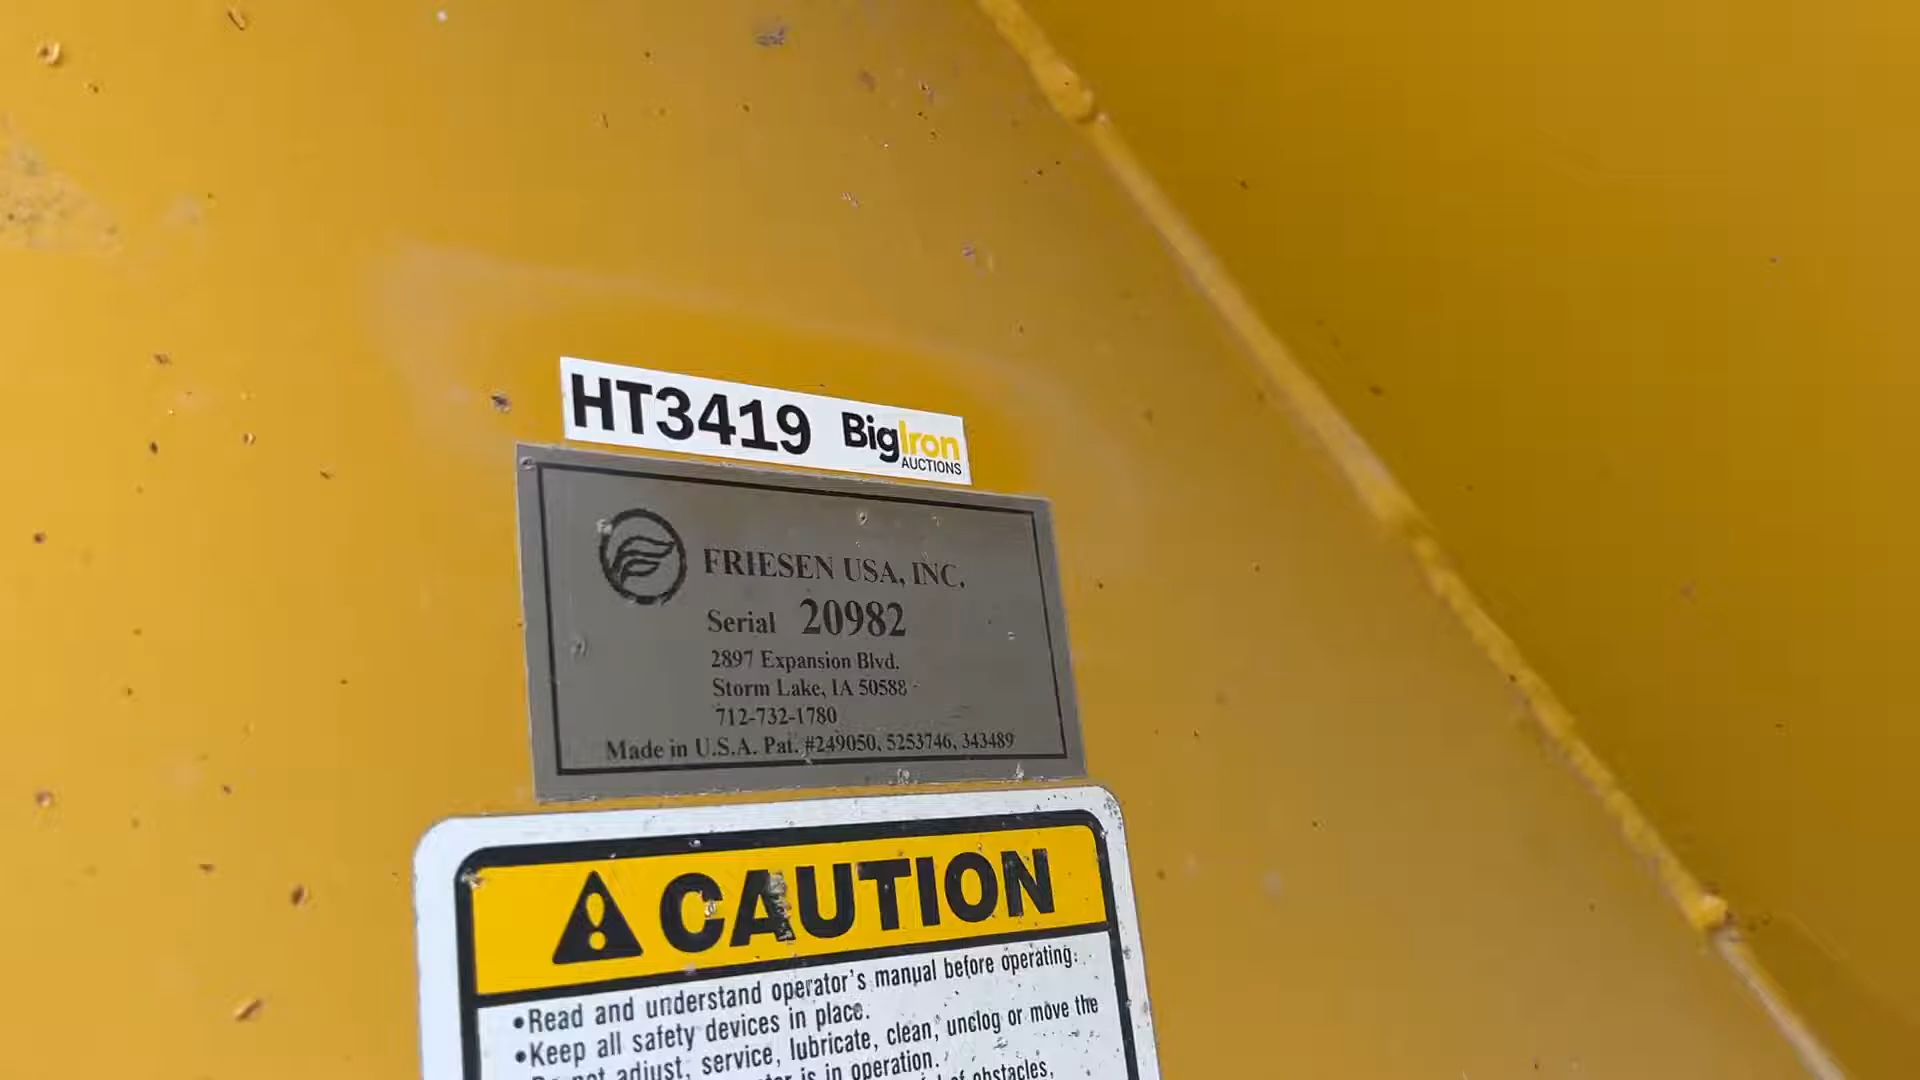 HT3419 BigIron
AUCTIONS
FRIESEN USA, INC.
Serial 20982
2897 Expansion Blvd.
Storm Lake, IA 50588
712-732-1780
Made in U.S.A. Pat. #249050, 5253746, 343489
CAUTION
•Read and understand operator's manual before operating:
•Keep all safety devices in place.
not adjust, service, lubricate, clean, unclog or move the
is in operation.
of obstacles,